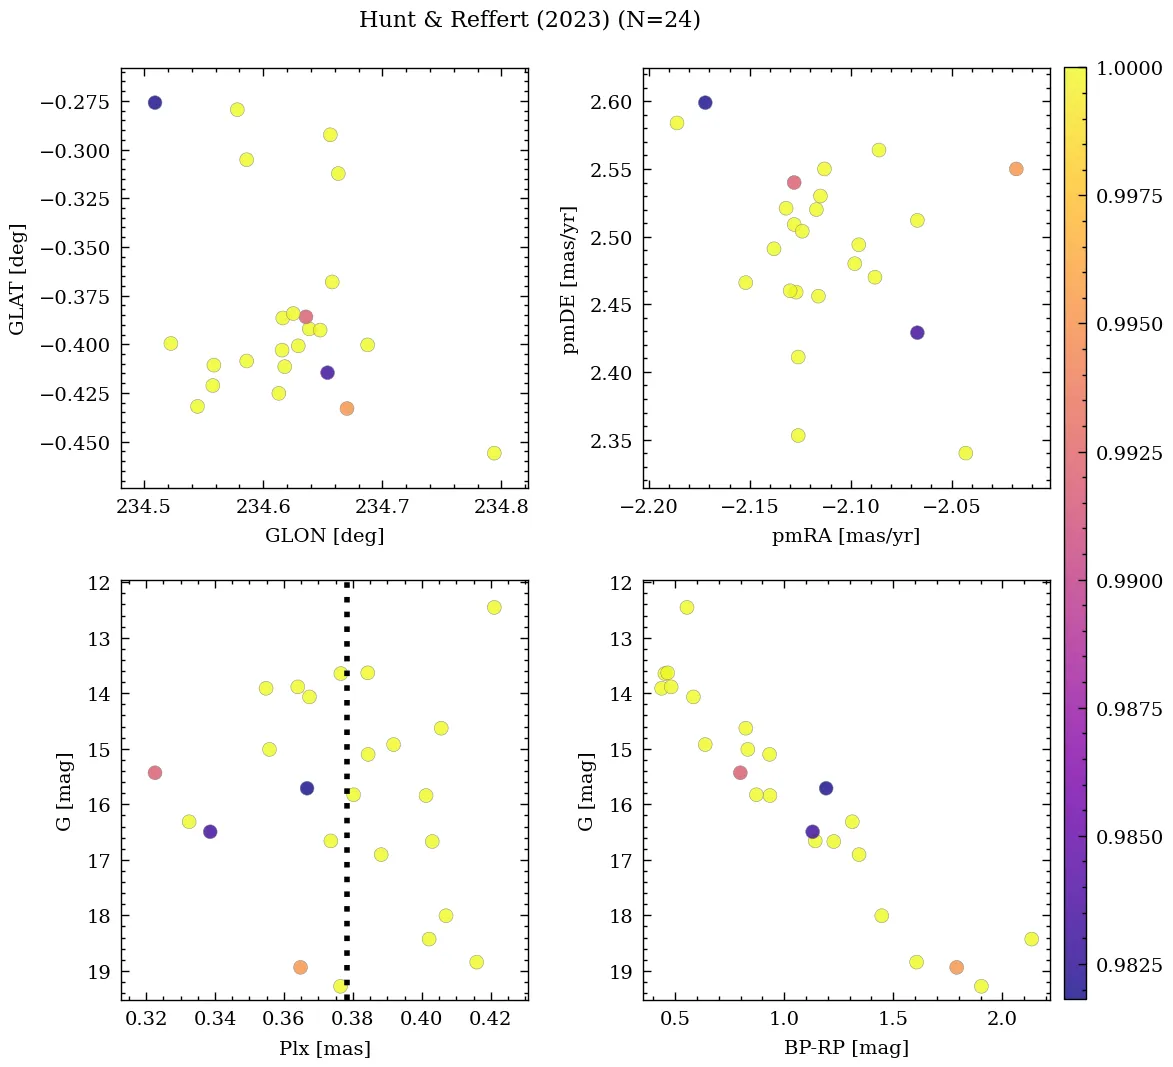 Hunt & Reffert (2023) (N=24)
−0.275
−0.300
−0.325
−0.350
−0.375
−0.400
−0.425
−0.450
GLAT [deg]
234.5 234.6 234.7 234.8
GLON [deg]
2.60
2.55
2.50
2.45
2.40
2.35
pmDE [mas/yr]
−2.20 −2.15 −2.10 −2.05
pmRA [mas/yr]
12
13
14
15
16
17
18
19
G [mag]
0.32 0.34 0.36 0.38 0.40 0.42
Plx [mas]
12
13
14
15
16
17
18
19
G [mag]
0.5 1.0 1.5 2.0
BP-RP [mag]
1.0000
0.9975
0.9950
0.9925
0.9900
0.9875
0.9850
0.9825